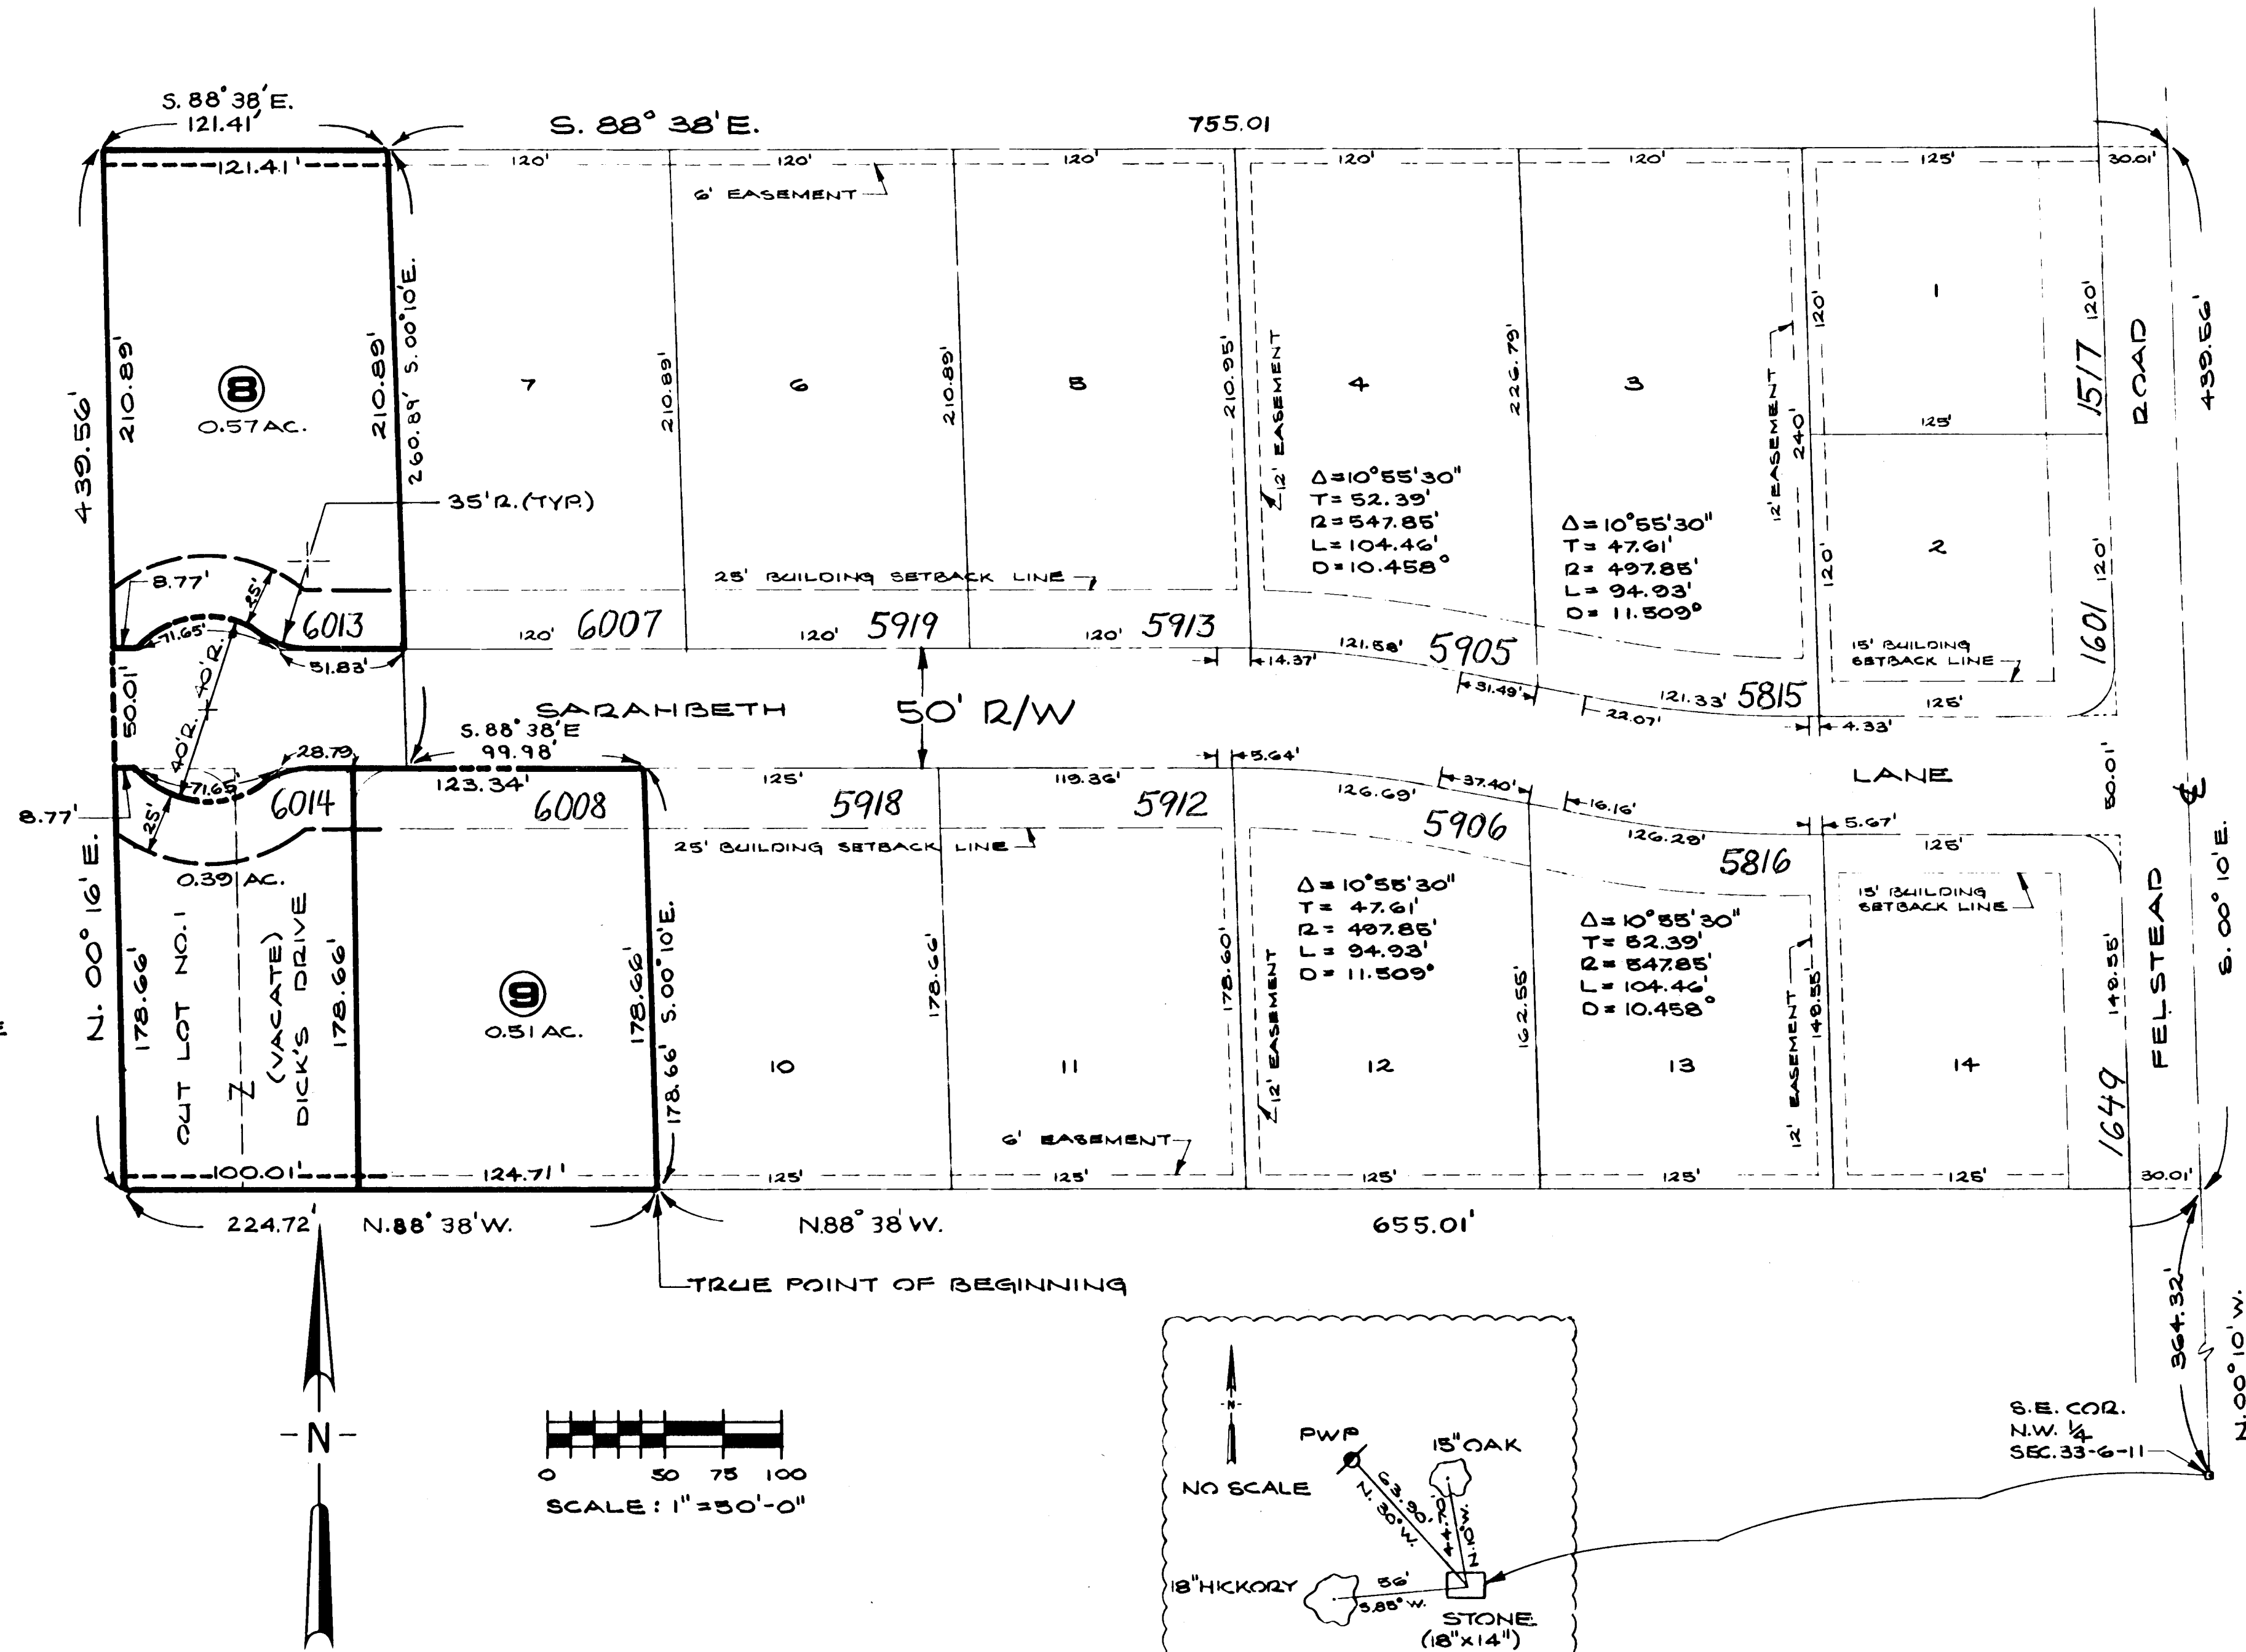 S. 88° 38' E.
121.41'
S. 88° 38' E.
755.01
121.41'
120'
120'
120'
120'
120'
125'
30.01'
6' EASEMENT
439.56'
210.89'
8
0.57 AC.
210.89'
260.89' S. 00° 10' E.
7
210.89'
6
210.89'
5
210.95'
12' EASEMENT
4
226.79'
3
12' EASEMENT
240'
120'
1
125'
120'
1517
ROAD
439.56'
35' R. (TYP.)
Δ = 10° 55' 30"
T = 52.39'
R = 547.85'
L = 104.46'
D = 10.458°
Δ = 10° 55' 30"
T = 47.61'
R = 497.85'
L = 94.93'
D = 11.509°
120'
2
120'
1601
8.77'
25'
25' BUILDING SETBACK LINE
71.65'
6013
51.83'
120'
6007
120'
5919
120'
5913
14.37'
121.58'
5905
31.49'
22.07'
121.33'
5815
4.33'
15' BUILDING
SETBACK LINE
125'
50.01'
40' R.
40' R.
SARAHBETH
50' R/W
LANE
50.01'
℄
S. 88° 38' E
99.98'
28.79
123.34'
8.77'
71.65'
25'
6014
6008
125'
5918
119.36'
5912
5.64'
126.69'
37.40'
5906
16.16'
126.29'
5816
5.67'
125'
25' BUILDING SETBACK LINE
15' BUILDING
SETBACK LINE
N. 00° 16' E.
0.39 AC.
178.66'
OUT LOT NO. 1
N
(VACATE)
DICK'S DRIVE
178.66'
9
0.51 AC.
178.66'
178.66' S. 00° 10' E.
10
178.66'
11
178.60'
12' EASEMENT
Δ = 10° 55' 30"
T = 47.61'
R = 497.85'
L = 94.93'
D = 11.509°
12
162.55'
Δ = 10° 55' 30"
T = 52.39'
R = 547.85'
L = 104.46'
D = 10.458°
13
12' EASEMENT
148.55'
14
148.55'
1649
FELSTEAD
S. 00° 10' E.
6' EASEMENT
100.01'
124.71'
125'
125'
125'
125'
125'
30.01'
224.72'
N. 88° 38' W.
N. 88° 38' W.
655.01'
TRUE POINT OF BEGINNING
364.32'
N. 00° 10' W.
N
0 50 75 100
SCALE: 1" = 50'-0"
S.E. COR.
N.W. ¼
SEC. 33-6-11
N
NO SCALE
PWP
15" OAK
63.90'
N. 30° W.
44.70'
N. 10° W.
18" HICKORY
56'
S. 85° W.
STONE
(18" x 14")